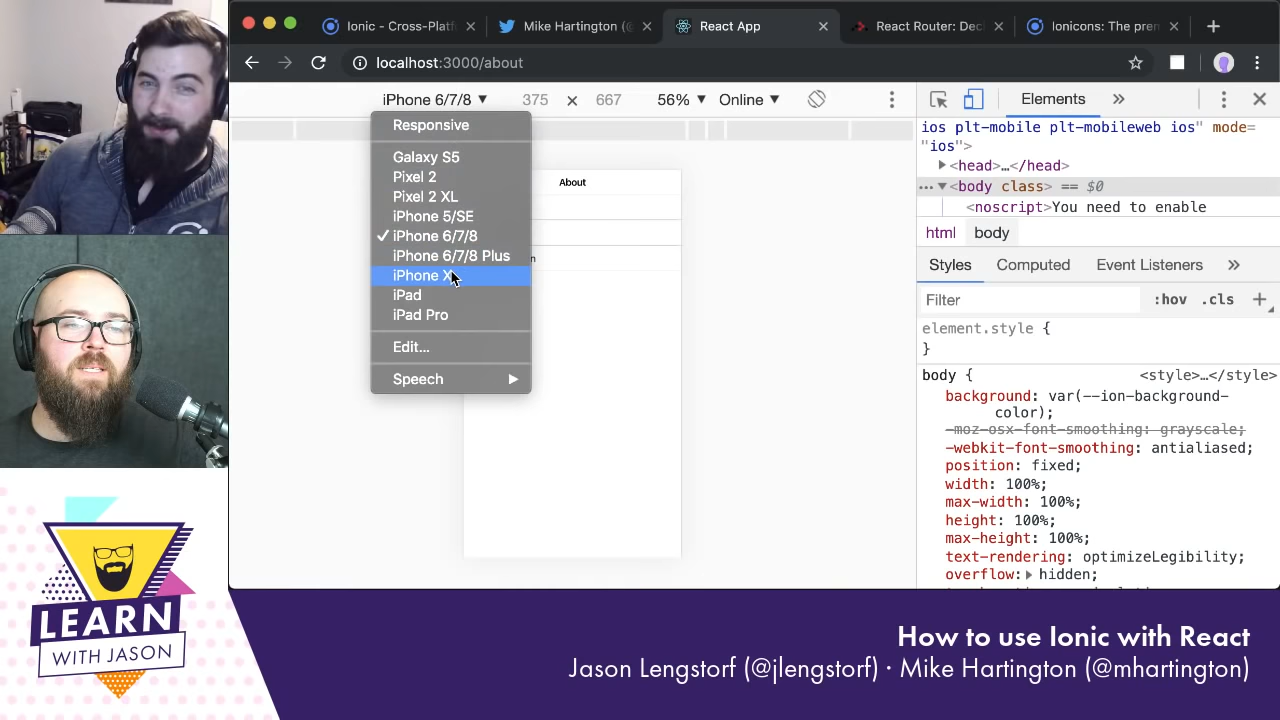 Ionic - Cross-Platf
Mike Hartington (
React App
React Router: Dec
Ionicons: The pren
localhost:3000/about
iPhone 6/7/8 ▼
375 × 667
56% ▼
Online ▼
Elements
Responsive
Galaxy S5
Pixel 2
Pixel 2 XL
iPhone 5/SE
✓ iPhone 6/7/8
iPhone 6/7/8 Plus
iPhone X
iPad
iPad Pro
Edit...
Speech
About
n
ios plt-mobile plt-mobileweb ios" mode=
"ios">
<head>…</head>
<body class> == $0
<noscript>You need to enable
html body
Styles
Computed
Event Listeners
Filter
:hov .cls
element.style {
}
body { <style>…</style>
background: var(--ion-background-
color);
-moz-osx-font-smoothing: grayscale;
-webkit-font-smoothing: antialiased;
position: fixed;
width: 100%;
max-width: 100%;
height: 100%;
max-height: 100%;
text-rendering: optimizeLegibility;
overflow: hidden;
LEARN
WITH JASON
How to use Ionic with React
Jason Lengstorf (@jlengstorf) · Mike Hartington (@mhartington)